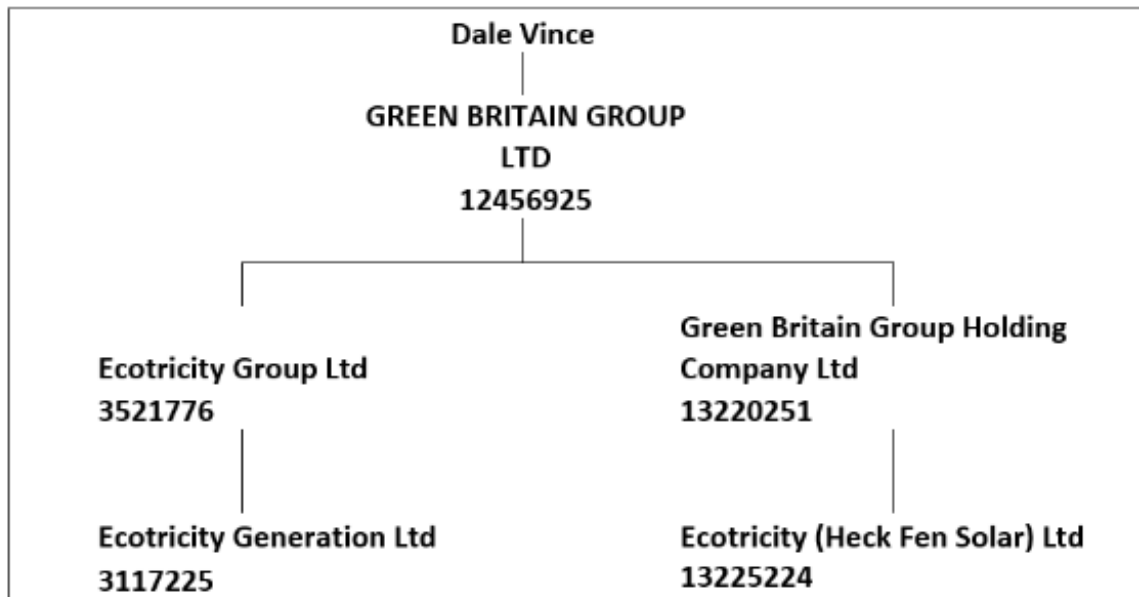 Dale Vince
GREEN BRITAIN GROUP
LTD
12456925
Ecotricity Group Ltd
3521776
Green Britain Group Holding
Company Ltd
13220251
Ecotricity Generation Ltd
3117225
Ecotricity (Heck Fen Solar) Ltd
13225224